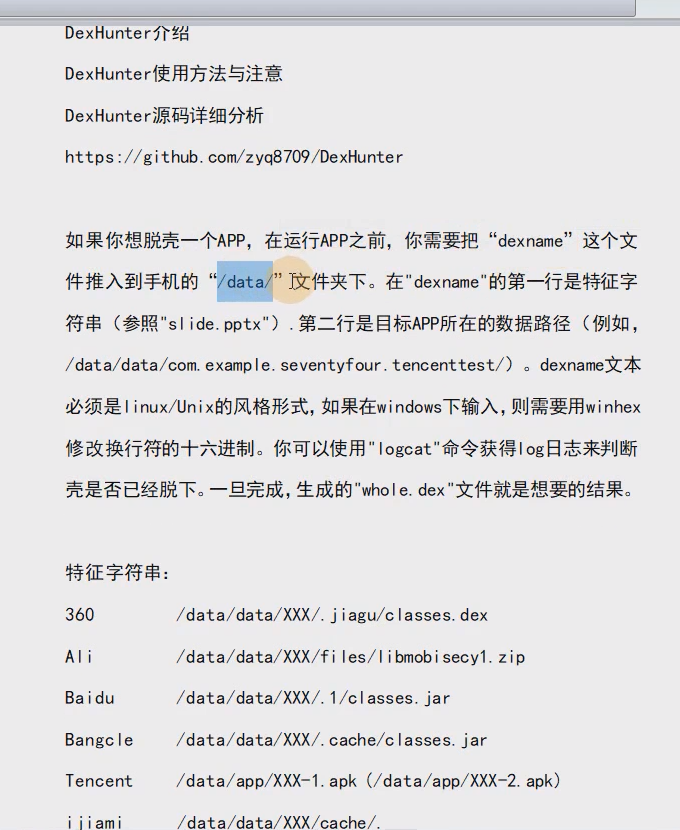 DexHunter介绍
DexHunter使用方法与注意
DexHunter源码详细分析
https://github.com/zyq8709/DexHunter
如果你想脱壳一个APP，在运行APP之前，你需要把“dexname”这个文
件推入到手机的“/data/”文件夹下。在"dexname"的第一行是特征字
符串（参照"slide.pptx"）.第二行是目标APP所在的数据路径（例如，
/data/data/com.example.seventyfour.tencenttest/）。dexname文本
必须是linux/Unix的风格形式，如果在windows下输入，则需要用winhex
修改换行符的十六进制。你可以使用"logcat"命令获得log日志来判断
壳是否已经脱下。一旦完成，生成的"whole.dex"文件就是想要的结果。
特征字符串：
360 /data/data/XXX/.jiagu/classes.dex
Ali /data/data/XXX/files/libmobisecy1.zip
Baidu /data/data/XXX/.1/classes.jar
Bangcle /data/data/XXX/.cache/classes.jar
Tencent /data/app/XXX-1.apk（/data/app/XXX-2.apk）
ijiami /data/data/XXX/cache/.